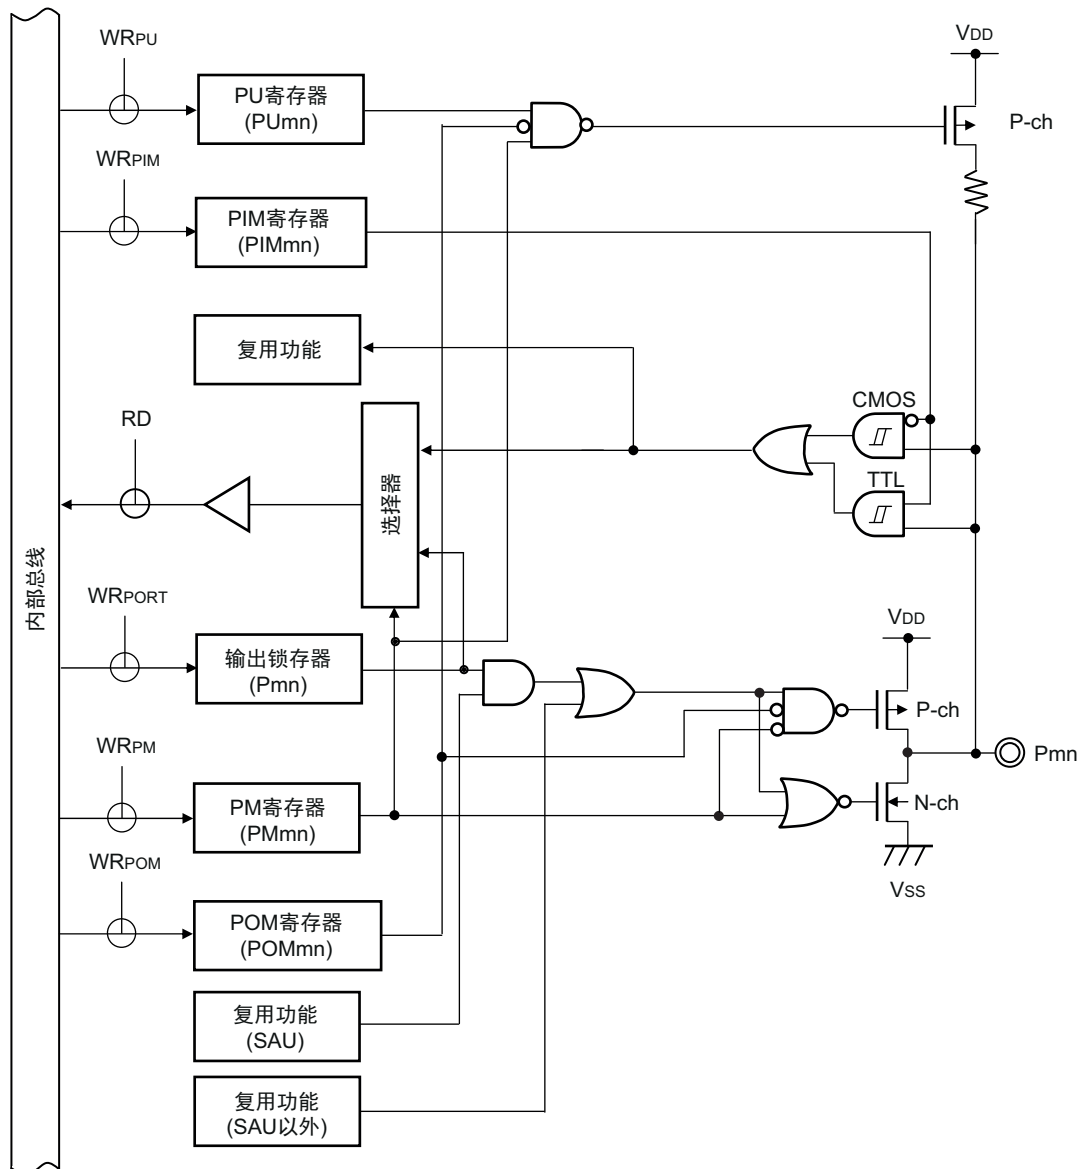 WRPU
PU寄存器
(PUmn)
VDD
P-ch
WRPIM
PIM寄存器
(PIMmn)
复用功能
CMOS
RD
选择器
TTL
内部总线
WRPORT
输出锁存器
(Pmn)
VDD
P-ch
Pmn
WRPM
PM寄存器
(PMmn)
N-ch
WRPOM
VSS
POM寄存器
(POMmn)
复用功能
(SAU)
复用功能
(SAU以外)